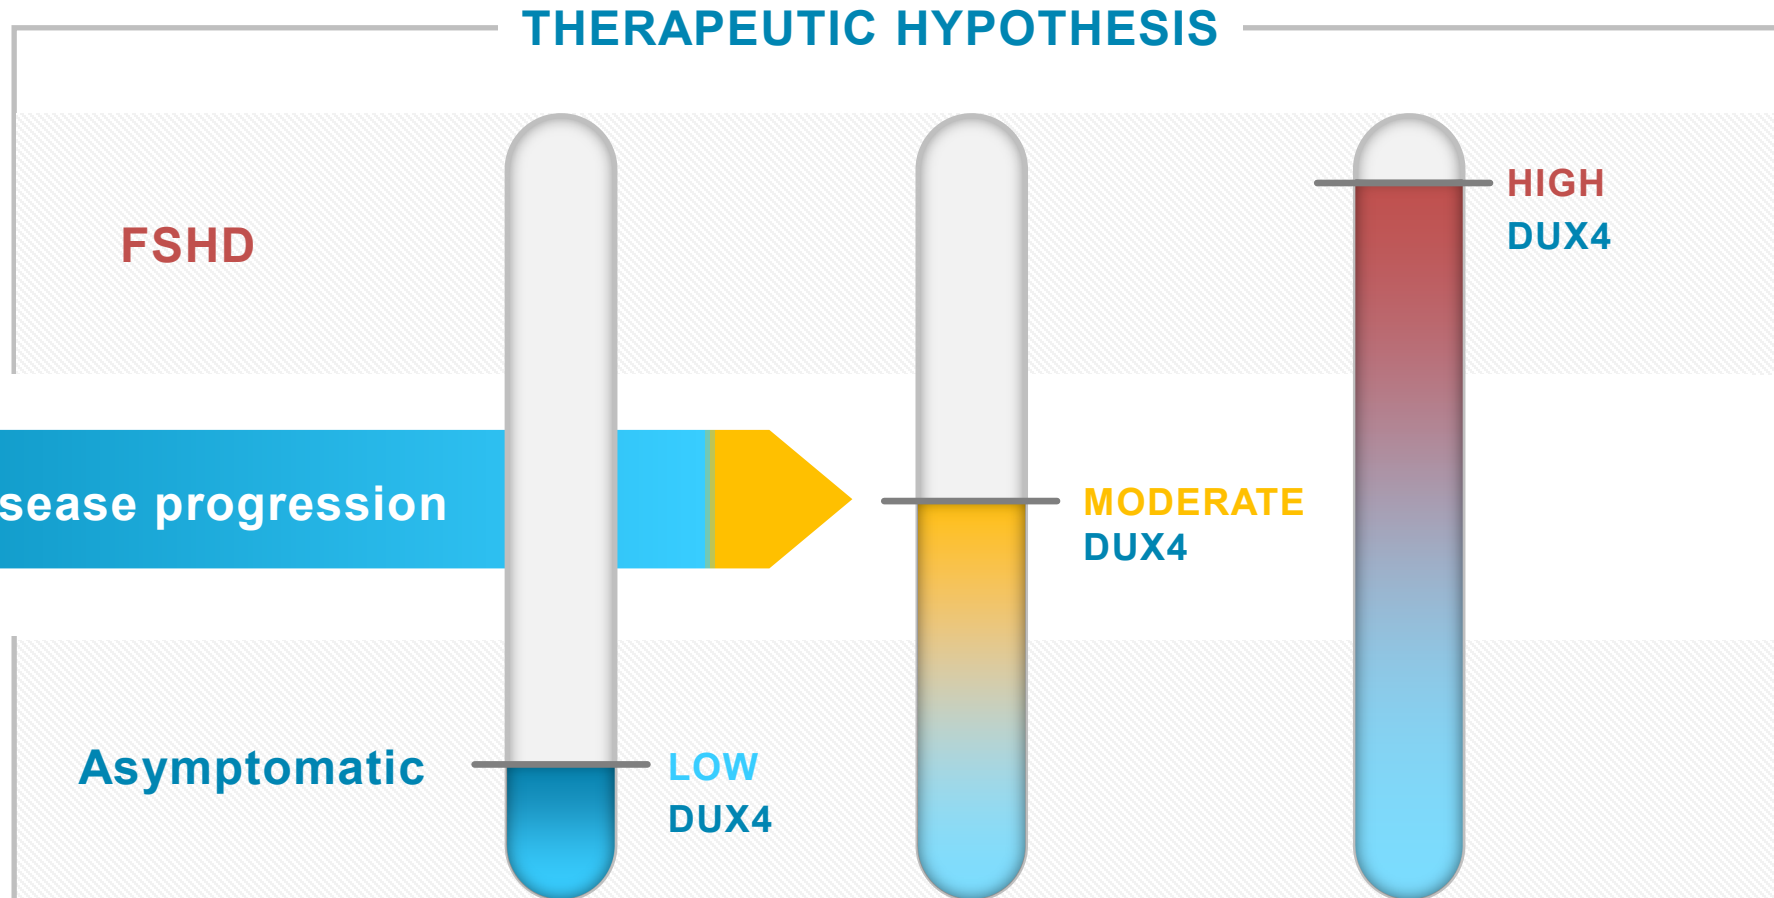 THERAPEUTIC HYPOTHESIS
HIGH
DUX4
FSHD
sease progression
MODERATE
DUX4
Asymptomatic
LOW
DUX4